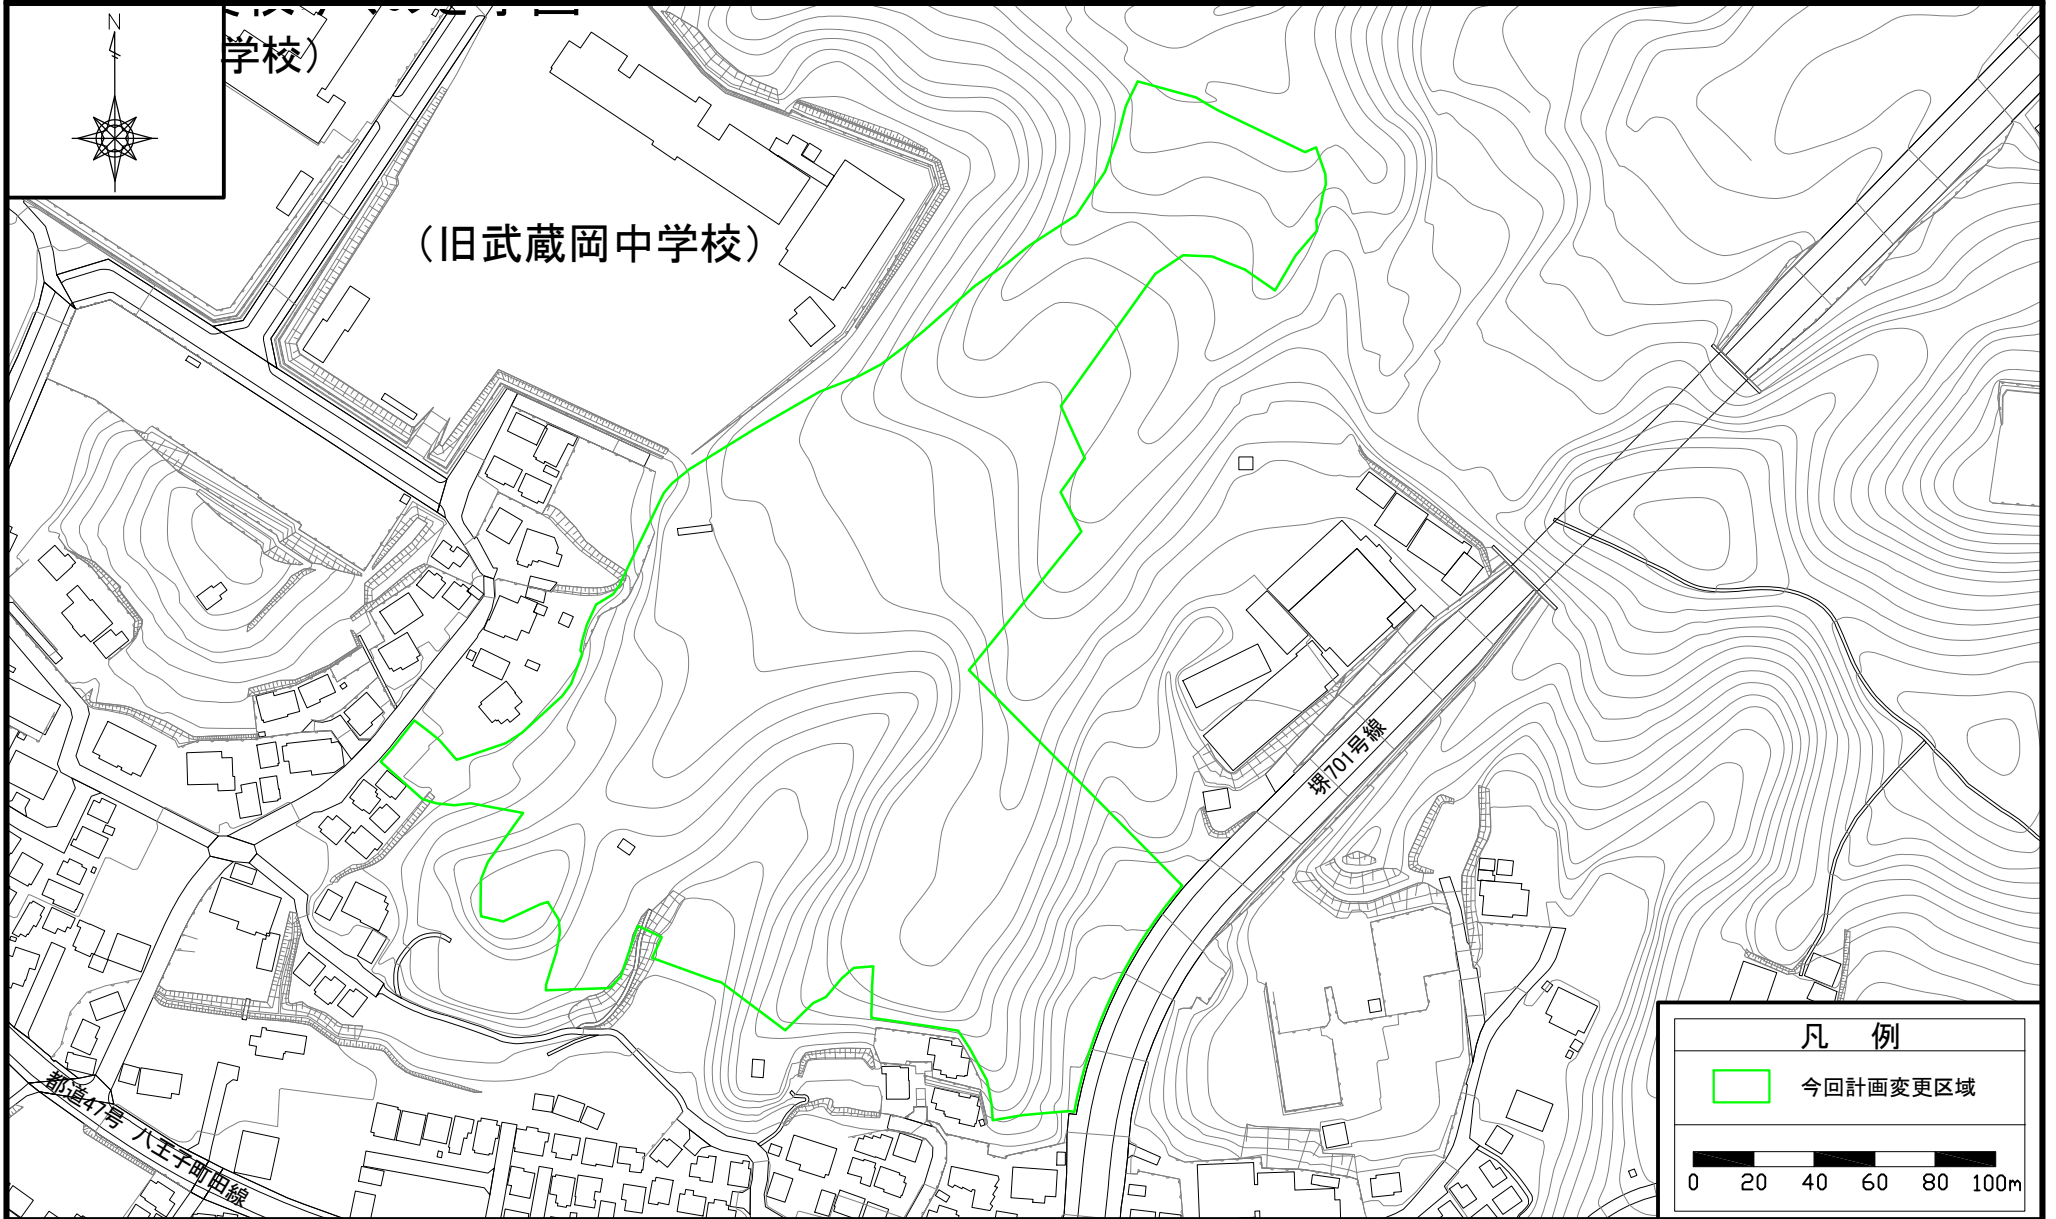 N
学校）
（旧武蔵岡中学校）
堺701号線
都道47号 八王子町田線
凡 例
今回計画変更区域
0 20 40 60 80 100m